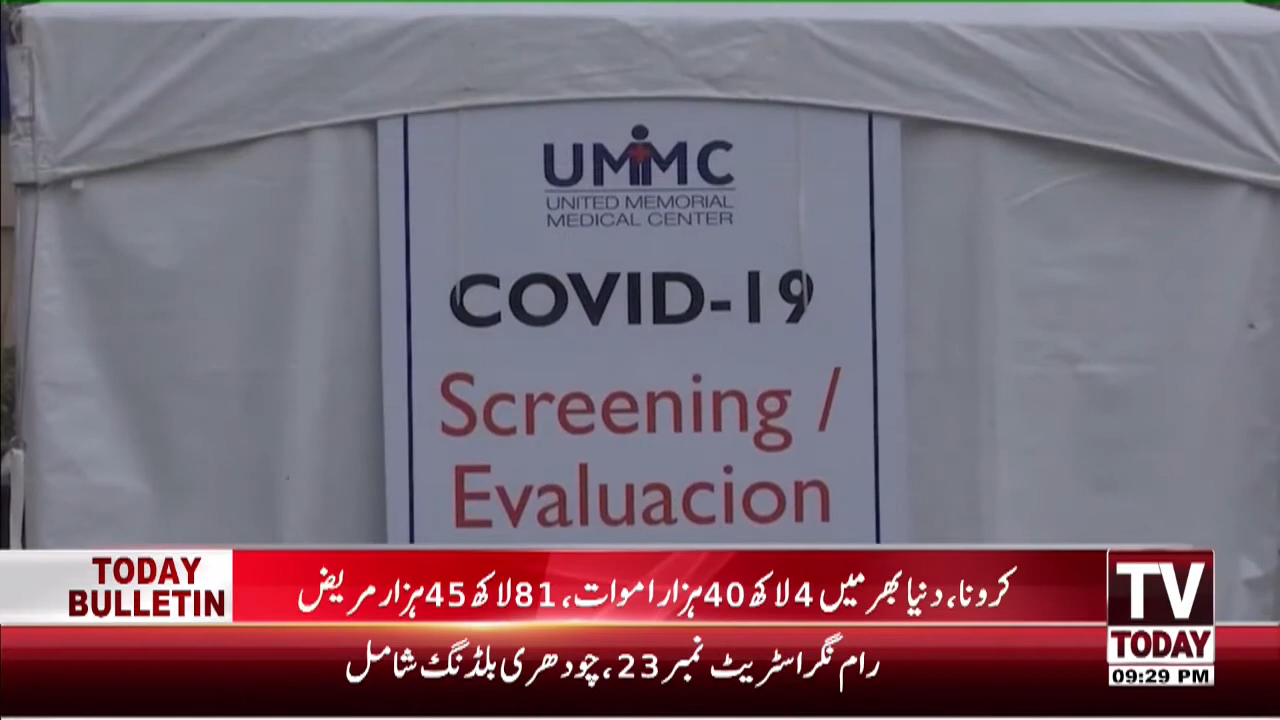 UMMC
UNITED MEMORIAL
MEDICAL CENTER
COVID-19
Screening /
Evaluacion
TODAY
BULLETIN
کرونا، دنیا بھر میں 4 لاکھ 40 ہزار اموات، 81 لاکھ 45 ہزار مریض
رام نگر اسٹریٹ نمبر 23، چودھری بلڈنگ شامل
TV
TODAY
09:29 PM